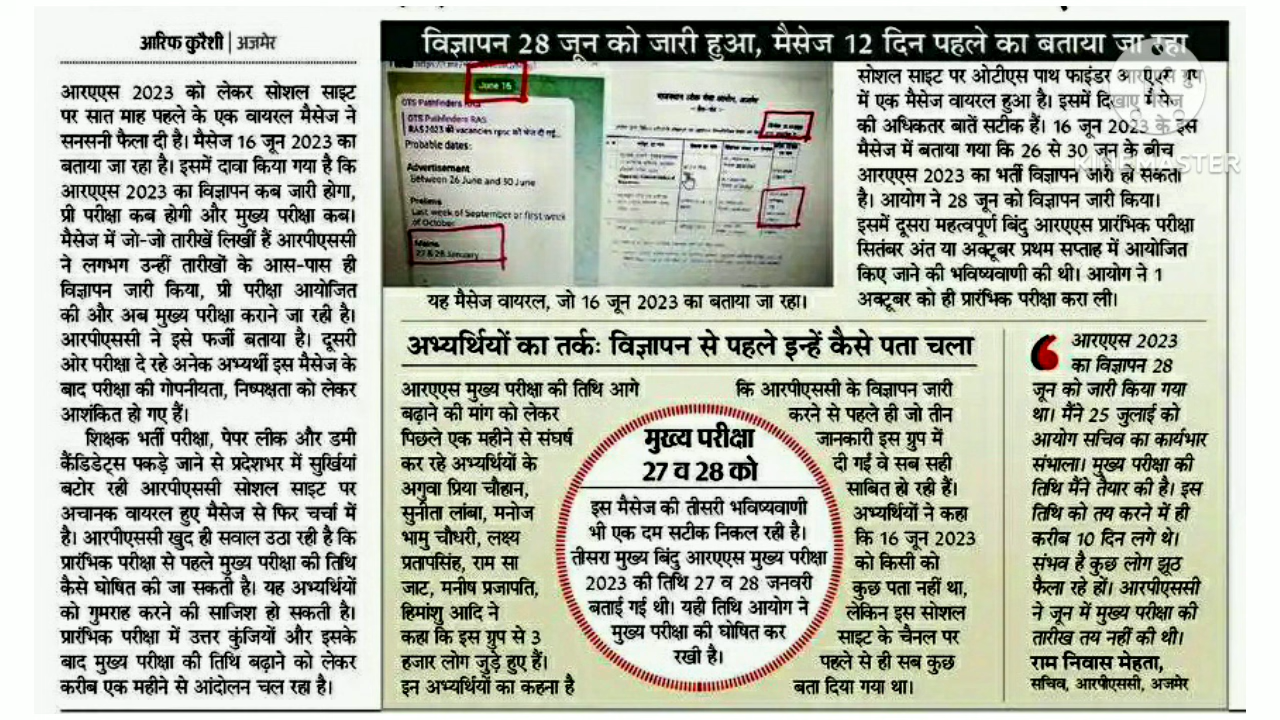 आरिफ कुरैशी | अजमेर
आरएएस 2023 को लेकर सोशल साइट
पर सात माह पहले के एक वायरल मैसेज ने
सनसनी फैला दी है। मैसेज 16 जून 2023 का
बताया जा रहा है। इसमें दावा किया गया है कि
आरएएस 2023 का विज्ञापन कब जारी होगा,
प्री परीक्षा कब होगी और मुख्य परीक्षा कब।
मैसेज में जो-जो तारीखें लिखीं हैं आरपीएससी
ने लगभग उन्हीं तारीखों के आस-पास ही
विज्ञापन जारी किया, प्री परीक्षा आयोजित
की और अब मुख्य परीक्षा कराने जा रही है।
आरपीएससी ने इसे फर्जी बताया है। दूसरी
ओर परीक्षा दे रहे अनेक अभ्यर्थी इस मैसेज के
बाद परीक्षा की गोपनीयता, निष्पक्षता को लेकर
आशंकित हो गए हैं।
शिक्षक भर्ती परीक्षा, पेपर लीक और डमी
कैंडिडेट्स पकड़े जाने से प्रदेशभर में सुर्खियां
बटोर रही आरपीएससी सोशल साइट पर
अचानक वायरल हुए मैसेज से फिर चर्चा में
है। आरपीएससी खुद ही सवाल उठा रही है कि
प्रारंभिक परीक्षा से पहले मुख्य परीक्षा की तिथि
कैसे घोषित की जा सकती है। यह अभ्यर्थियों
को गुमराह करने की साजिश हो सकती है।
प्रारंभिक परीक्षा में उत्तर कुंजियों और इसके
बाद मुख्य परीक्षा की तिथि बढ़ाने को लेकर
करीब एक महीने से आंदोलन चल रहा है।
विज्ञापन 28 जून को जारी हुआ, मैसेज 12 दिन पहले का बताया जा रहा
June 16
OTS Pathfinders RAS
OTS Pathfinders RAS
RAS 2023 की vacancies rpsc को भेज दी गई...
Probable dates:
Advertisement
Between 26 June and 30 June
Prelims
Last week of September or first week
of October
Mains
27 & 28 January
राजस्थान लोक सेवा आयोग, अजमेर
यह मैसेज वायरल, जो 16 जून 2023 का बताया जा रहा।
सोशल साइट पर ओटीएस पाथ फाइंडर आरएएस ग्रुप
में एक मैसेज वायरल हुआ है। इसमें दिखाए मैसेज
की अधिकतर बातें सटीक हैं। 16 जून 2023 के इस
मैसेज में बताया गया कि 26 से 30 जून के बीच
आरएएस 2023 का भर्ती विज्ञापन जारी हो सकता
है। आयोग ने 28 जून को विज्ञापन जारी किया।
इसमें दूसरा महत्वपूर्ण बिंदु आरएएस प्रारंभिक परीक्षा
सितंबर अंत या अक्टूबर प्रथम सप्ताह में आयोजित
किए जाने की भविष्यवाणी की थी। आयोग ने 1
अक्टूबर को ही प्रारंभिक परीक्षा करा ली।
KINEMASTER
अभ्यर्थियों का तर्क: विज्ञापन से पहले इन्हें कैसे पता चला
आरएएस मुख्य परीक्षा की तिथि आगे
बढ़ाने की मांग को लेकर
पिछले एक महीने से संघर्ष
कर रहे अभ्यर्थियों के
अगुवा प्रिया चौहान,
सुनीता लांबा, मनोज
भामु चौधरी, लक्ष्य
प्रतापसिंह, राम सा
जाट, मनीष प्रजापति,
हिमांशु आदि ने
कहा कि इस ग्रुप से 3
हजार लोग जुड़े हुए हैं।
इन अभ्यर्थियों का कहना है
मुख्य परीक्षा
27 व 28 को
इस मैसेज की तीसरी भविष्यवाणी
भी एक दम सटीक निकल रही है।
तीसरा मुख्य बिंदु आरएएस मुख्य परीक्षा
2023 की तिथि 27 व 28 जनवरी
बताई गई थी। यही तिथि आयोग ने
मुख्य परीक्षा की घोषित कर
रखी है।
कि आरपीएससी के विज्ञापन जारी
करने से पहले ही जो तीन
जानकारी इस ग्रुप में
दी गईं वे सब सही
साबित हो रही हैं।
अभ्यर्थियों ने कहा
कि 16 जून 2023
को किसी को
कुछ पता नहीं था,
लेकिन इस सोशल
साइट के चैनल पर
पहले से ही सब कुछ
बता दिया गया था।
आरएएस 2023
का विज्ञापन 28
जून को जारी किया गया
था। मैंने 25 जुलाई को
आयोग सचिव का कार्यभार
संभाला। मुख्य परीक्षा की
तिथि मैंने तैयार की है। इस
तिथि को तय करने में ही
करीब 10 दिन लगे थे।
संभव है कुछ लोग झूठ
फैला रहे हों। आरपीएससी
ने जून में मुख्य परीक्षा की
तारीख तय नहीं की थी।
राम निवास मेहता,
सचिव, आरपीएससी, अजमेर